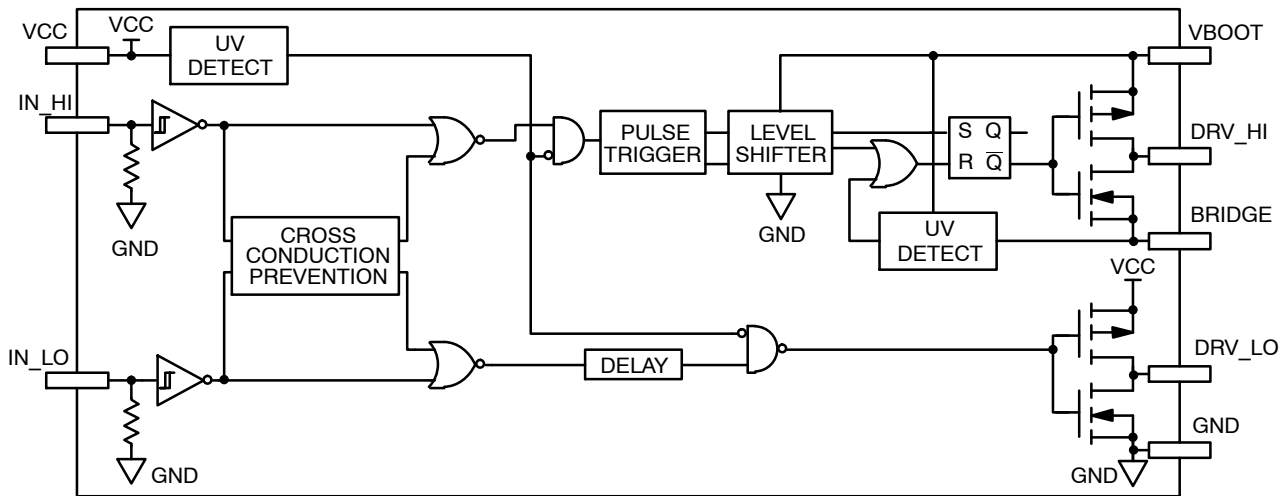 VCC
VCC
UV
DETECT
VBOOT
IN_HI
PULSE
TRIGGER
LEVEL
SHIFTER
S Q
R Q̅
DRV_HI
GND
GND
CROSS
CONDUCTION
PREVENTION
UV
DETECT
BRIDGE
VCC
IN_LO
DELAY
DRV_LO
GND
GND
GND